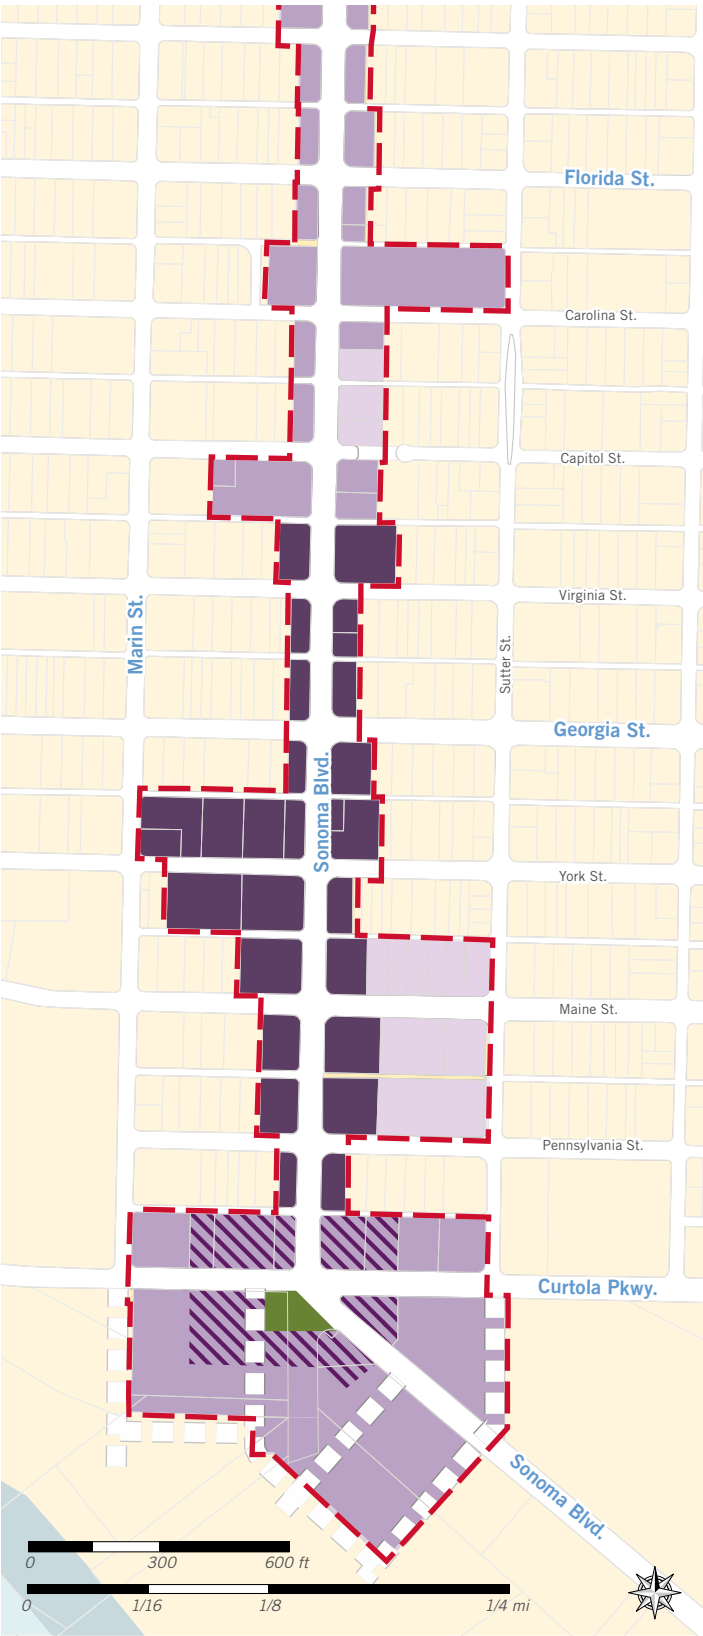 Florida St.
Carolina St.
Capitol St.
Virginia St.
Marin St.
Sutter St.
Georgia St.
Sonoma Blvd.
York St.
Maine St.
Pennsylvania St.
Curtola Pkwy.
Sonoma Blvd.
0 300 600 ft
0 1/16 1/8 1/4 mi